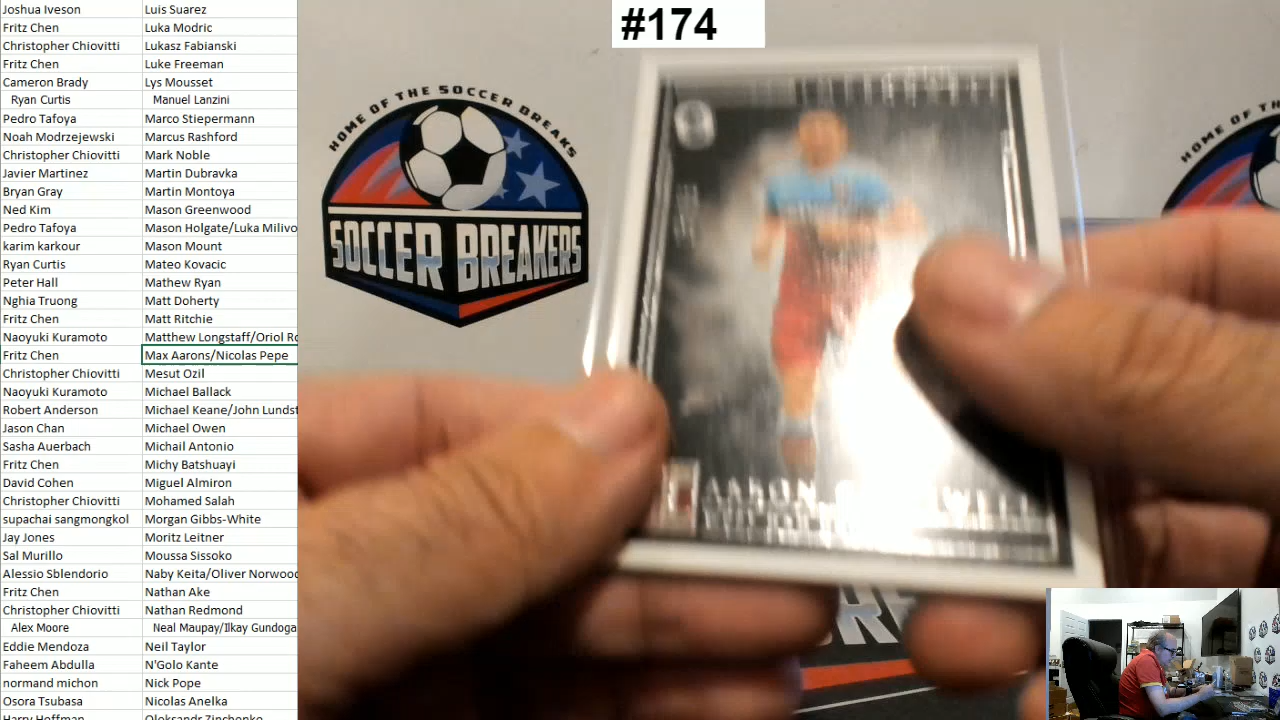 Joshua Iveson Luis Suarez
Fritz Chen Luka Modric
Christopher Chiovitti Lukasz Fabianski
Fritz Chen Luke Freeman
Cameron Brady Lys Mousset
Ryan Curtis Manuel Lanzini
Pedro Tafoya Marco Stiepermann
Noah Modrzejewski Marcus Rashford
Christopher Chiovitti Mark Noble
Javier Martinez Martin Dubravka
Bryan Gray Martin Montoya
Ned Kim Mason Greenwood
Pedro Tafoya Mason Holgate/Luka Milivo
karim karkour Mason Mount
Ryan Curtis Mateo Kovacic
Peter Hall Mathew Ryan
Nghia Truong Matt Doherty
Fritz Chen Matt Ritchie
Naoyuki Kuramoto Matthew Longstaff/Oriol Ro
Fritz Chen Max Aarons/Nicolas Pepe
Christopher Chiovitti Mesut Ozil
Naoyuki Kuramoto Michael Ballack
Robert Anderson Michael Keane/John Lundst
Jason Chan Michael Owen
Sasha Auerbach Michail Antonio
Fritz Chen Michy Batshuayi
David Cohen Miguel Almiron
Christopher Chiovitti Mohamed Salah
supachai sangmongkol Morgan Gibbs-White
Jay Jones Moritz Leitner
Sal Murillo Moussa Sissoko
Alessio Sblendorio Naby Keita/Oliver Norwood
Fritz Chen Nathan Ake
Christopher Chiovitti Nathan Redmond
Alex Moore Neal Maupay/Ilkay Gundoga
Eddie Mendoza Neil Taylor
Faheem Abdulla N'Golo Kante
normand michon Nick Pope
Osora Tsubasa Nicolas Anelka
Harry Hoffman Oleksandr Zinchenko
#174
HOME OF THE SOCCER BREAKS
SOCCER BREAKERS
HOME OF THE
AARON